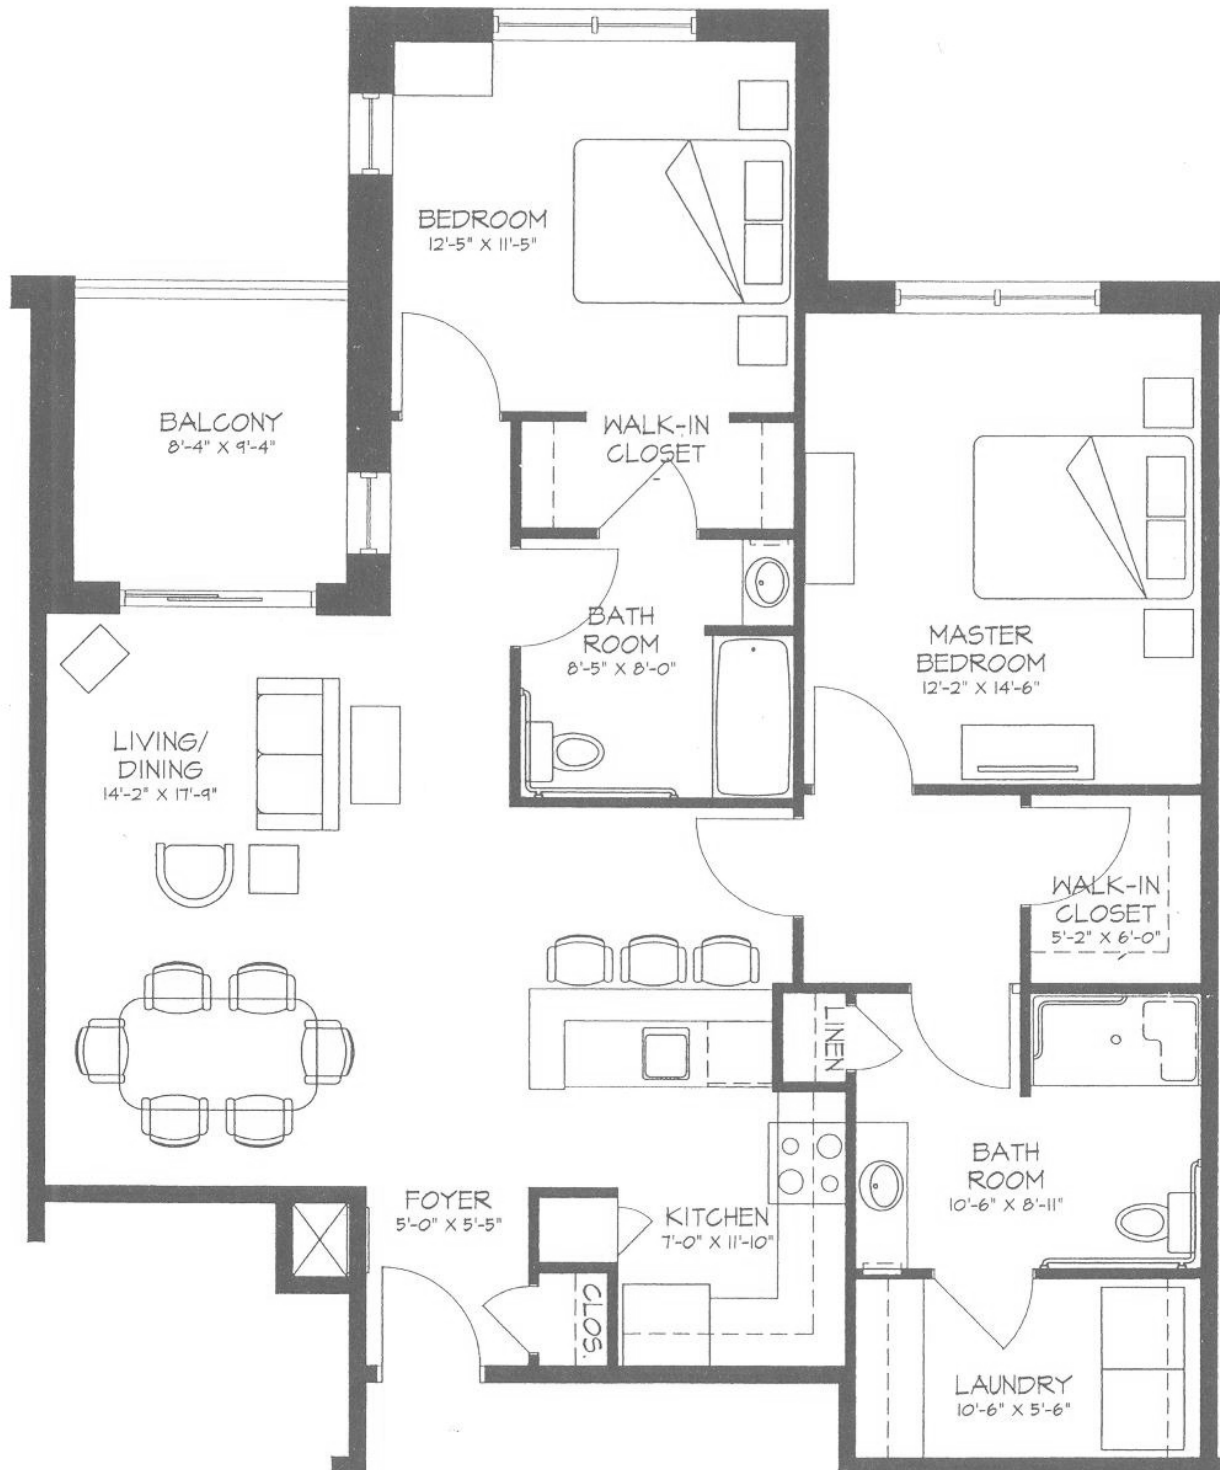 BEDROOM
12'-5" X 11'-5"
BALCONY
8'-4" X 9'-4"
WALK-IN
CLOSET
BATH
ROOM
8'-5" X 8'-0"
MASTER
BEDROOM
12'-2" X 14'-6"
LIVING/
DINING
14'-2" X 17'-9"
WALK-IN
CLOSET
5'-2" X 6'-0"
LINEN
BATH
ROOM
10'-6" X 8'-11"
FOYER
5'-0" X 5'-5"
KITCHEN
7'-0" X 11'-10"
CLOS.
LAUNDRY
10'-6" X 5'-6"